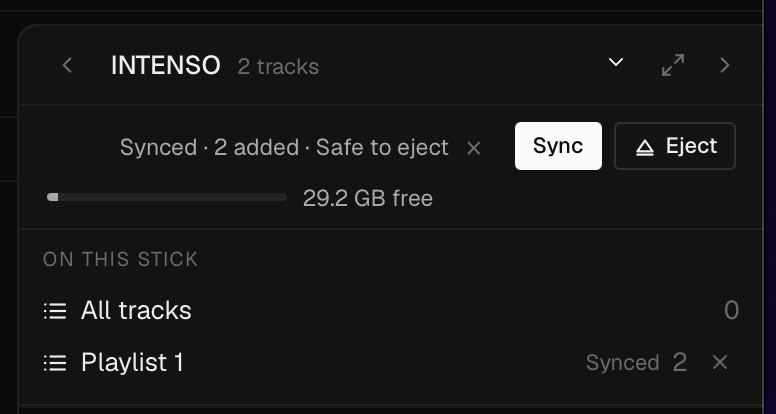 INTENSO 2 tracks
Synced · 2 added · Safe to eject × Sync Eject
29.2 GB free
ON THIS STICK
All tracks 0
Playlist 1 Synced 2 ×